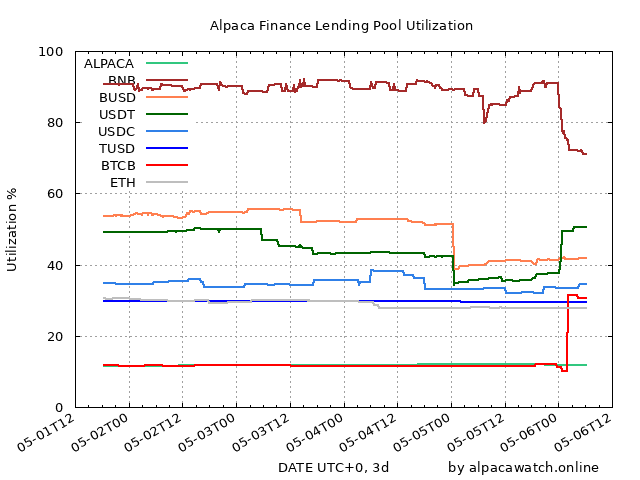 Alpaca Finance Lending Pool Utilization
100
80
60
40
20
0
Utilization %
ALPACA
BNB
BUSD
USDT
USDC
TUSD
BTCB
ETH
05-01T12
05-02T00
05-02T12
05-03T00
05-03T12
05-04T00
05-04T12
05-05T00
05-05T12
05-06T00
05-06T12
DATE UTC+0, 3d
by alpacawatch.online